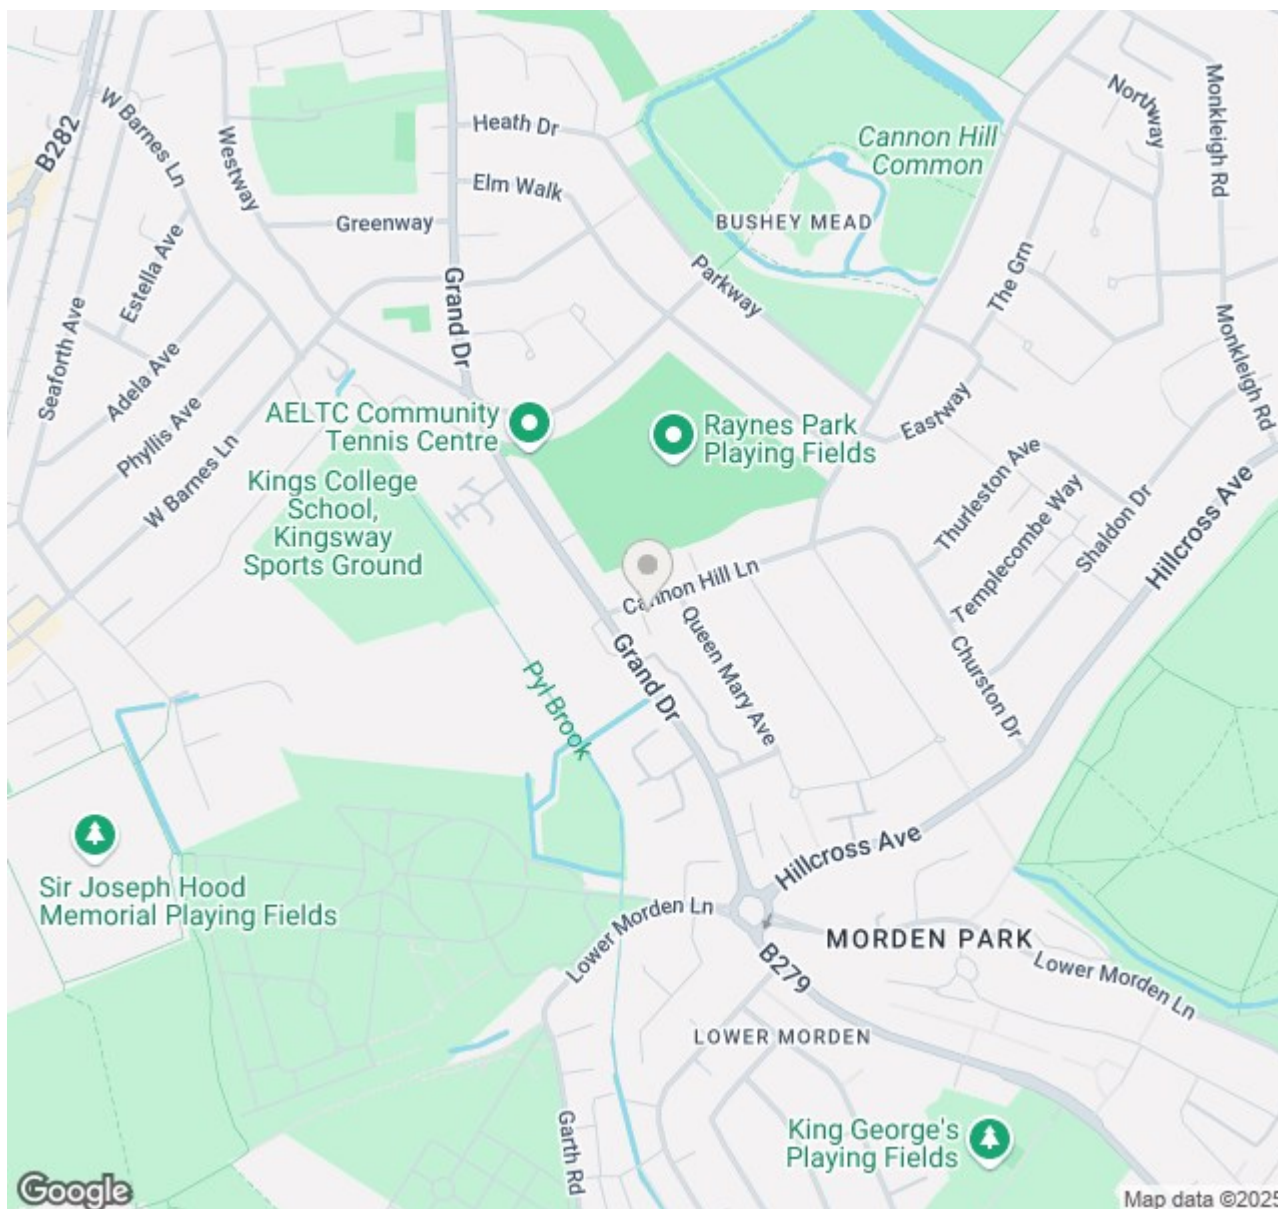 B282
W Barnes Ln
Westway
Heath Dr
Elm Walk
Greenway
Estella Ave
Seaforth Ave
Adela Ave
Phyllis Ave
W Barnes Ln
Grand Dr
Cannon Hill
Common
BUSHEY MEAD
Parkway
Northway
Monkleigh Rd
The Grn
Monkleigh Rd
Eastway
AELTC Community
Tennis Centre
Raynes Park
Playing Fields
Kings College
School,
Kingsway
Sports Ground
Thurleston Ave
Templecombe Way
Shaldon Dr
Hillcross Ave
Cannon Hill Ln
Queen Mary Ave
Churston Dr
Grand Dr
Pyl Brook
Sir Joseph Hood
Memorial Playing Fields
Hillcross Ave
Lower Morden Ln
MORDEN PARK
B279
Lower Morden Ln
LOWER MORDEN
Garth Rd
King George's
Playing Fields
Google
Map data ©2025